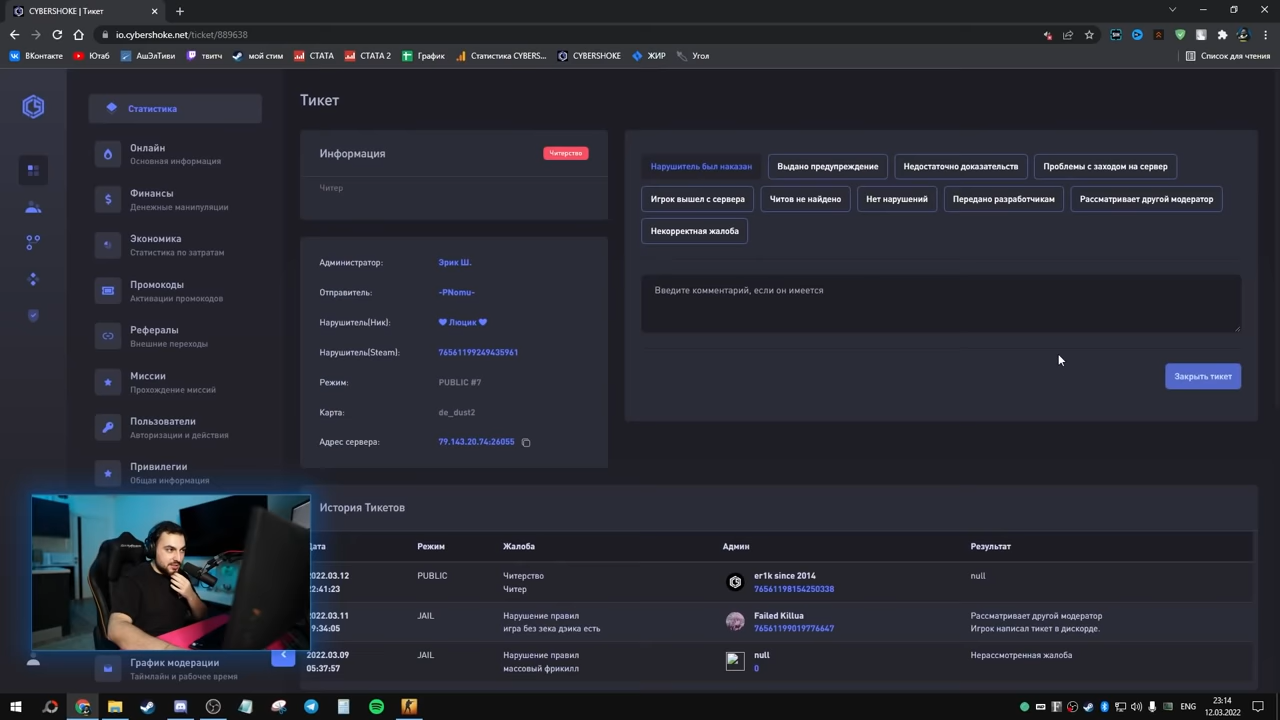 CYBERSHOKE | Тикет
io.cybershoke.net/ticket/889638
ВКонтакте
Ютаб
АшЭлТиви
твитч
мой стим
СТАТА
СТАТА 2
График
Статистика CYBERS...
CYBERSHOKE
ЖИР
Угол
Список для чтения
Статистика
Онлайн
Основная информация
Финансы
Денежные манипуляции
Экономика
Статистика по затратам
Промокоды
Активации промокодов
Рефералы
Внешние переходы
Миссии
Прохождение миссий
Пользователи
Авторизации и действия
Привилегии
Общая информация
График модерации
Таймлайн и рабочее время
Тикет
Информация
Читерство
Читер
Администратор: Эрик Ш.
Отправитель: -PNomu-
Нарушитель(Ник): Люцик
Нарушитель(Steam): 76561199249435961
Режим: PUBLIC #7
Карта: de_dust2
Адрес сервера: 79.143.20.74:26055
Нарушитель был наказан
Выдано предупреждение
Недостаточно доказательств
Проблемы с заходом на сервер
Игрок вышел с сервера
Читов не найдено
Нет нарушений
Передано разработчикам
Рассматривает другой модератор
Некорректная жалоба
Введите комментарий, если он имеется
Закрыть тикет
История Тикетов
Дата Режим Жалоба Админ Результат
2022.03.12 PUBLIC Читерство er1k since 2014 null
22:41:23 Читер 76561198154250338
2022.03.11 JAIL Нарушение правил Failed Killua Рассматривает другой модератор
:34:05 игра без зека дэика есть 76561199019776647 Игрок написал тикет в дискорде.
2022.03.09 JAIL Нарушение правил null Нерассмотренная жалоба
05:37:57 массовый фрикилл 0
23:14
12.03.2022